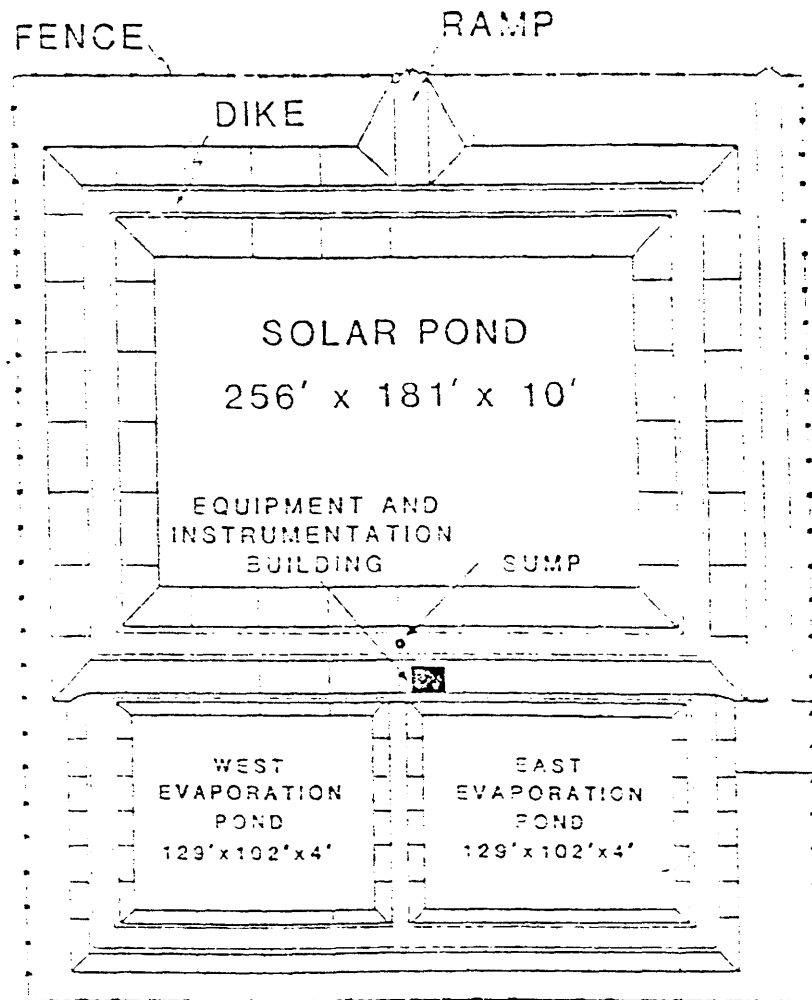 RAMP
FENCE
DIKE
SOLAR POND
256' x 181' x 10'
EQUIPMENT AND
INSTRUMENTATION
BUILDING
SUMP
WEST
EVAPORATION
POND
129'x102'x4'
EAST
EVAPORATION
POND
129'x102'x4'